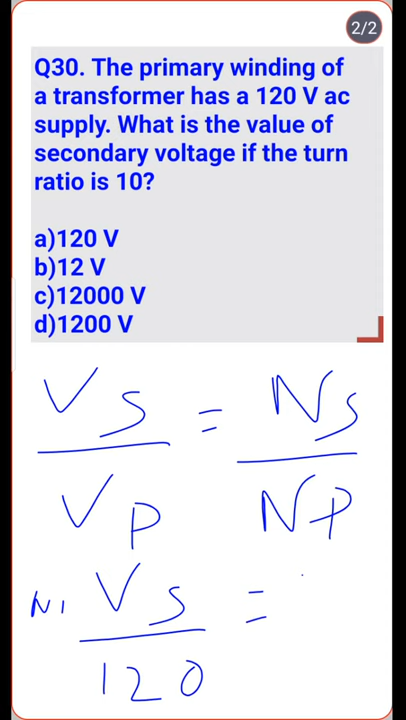 2/2
Q30. The primary winding of
a transformer has a 120 V ac
supply. What is the value of
secondary voltage if the turn
ratio is 10?
a)120 V
b)12 V
c)12000 V
d)1200 V
Vs = Ns
Vp Np
N1 Vs =
120